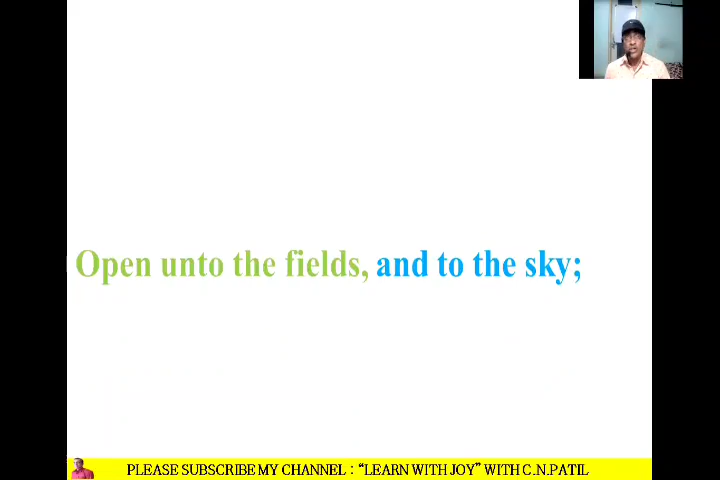 Open unto the fields, and to the sky;
PLEASE SUBSCRIBE MY CHANNEL : “LEARN WITH JOY” WITH C.N.PATIL